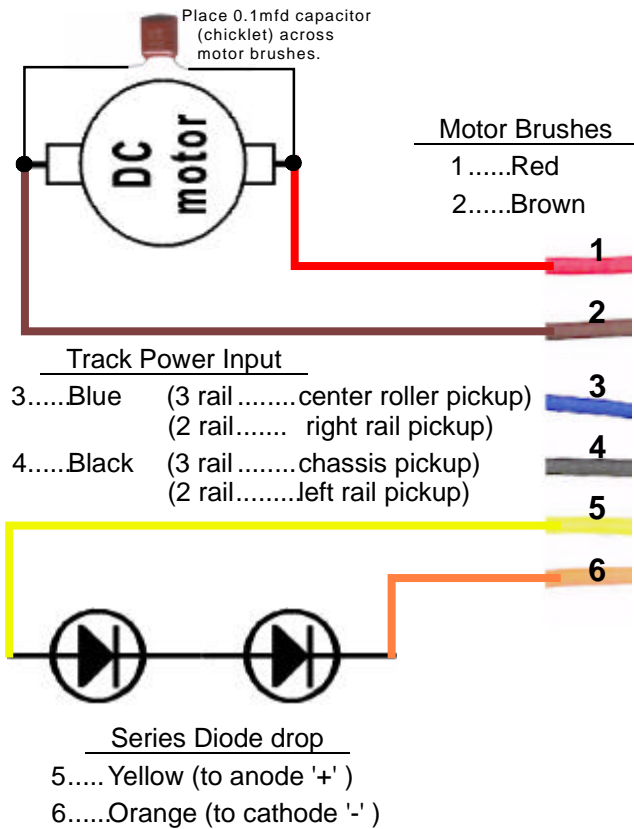 Place 0.1mfd capacitor
(chicklet) across
motor brushes.
DC
motor
Motor Brushes
1......Red
2......Brown
1
2
Track Power Input
3......Blue (3 rail........center roller pickup)
(2 rail....... right rail pickup)
4......Black (3 rail........chassis pickup)
(2 rail.........left rail pickup)
3
4
5
6
Series Diode drop
5..... Yellow (to anode '+' )
6......Orange (to cathode '-' )